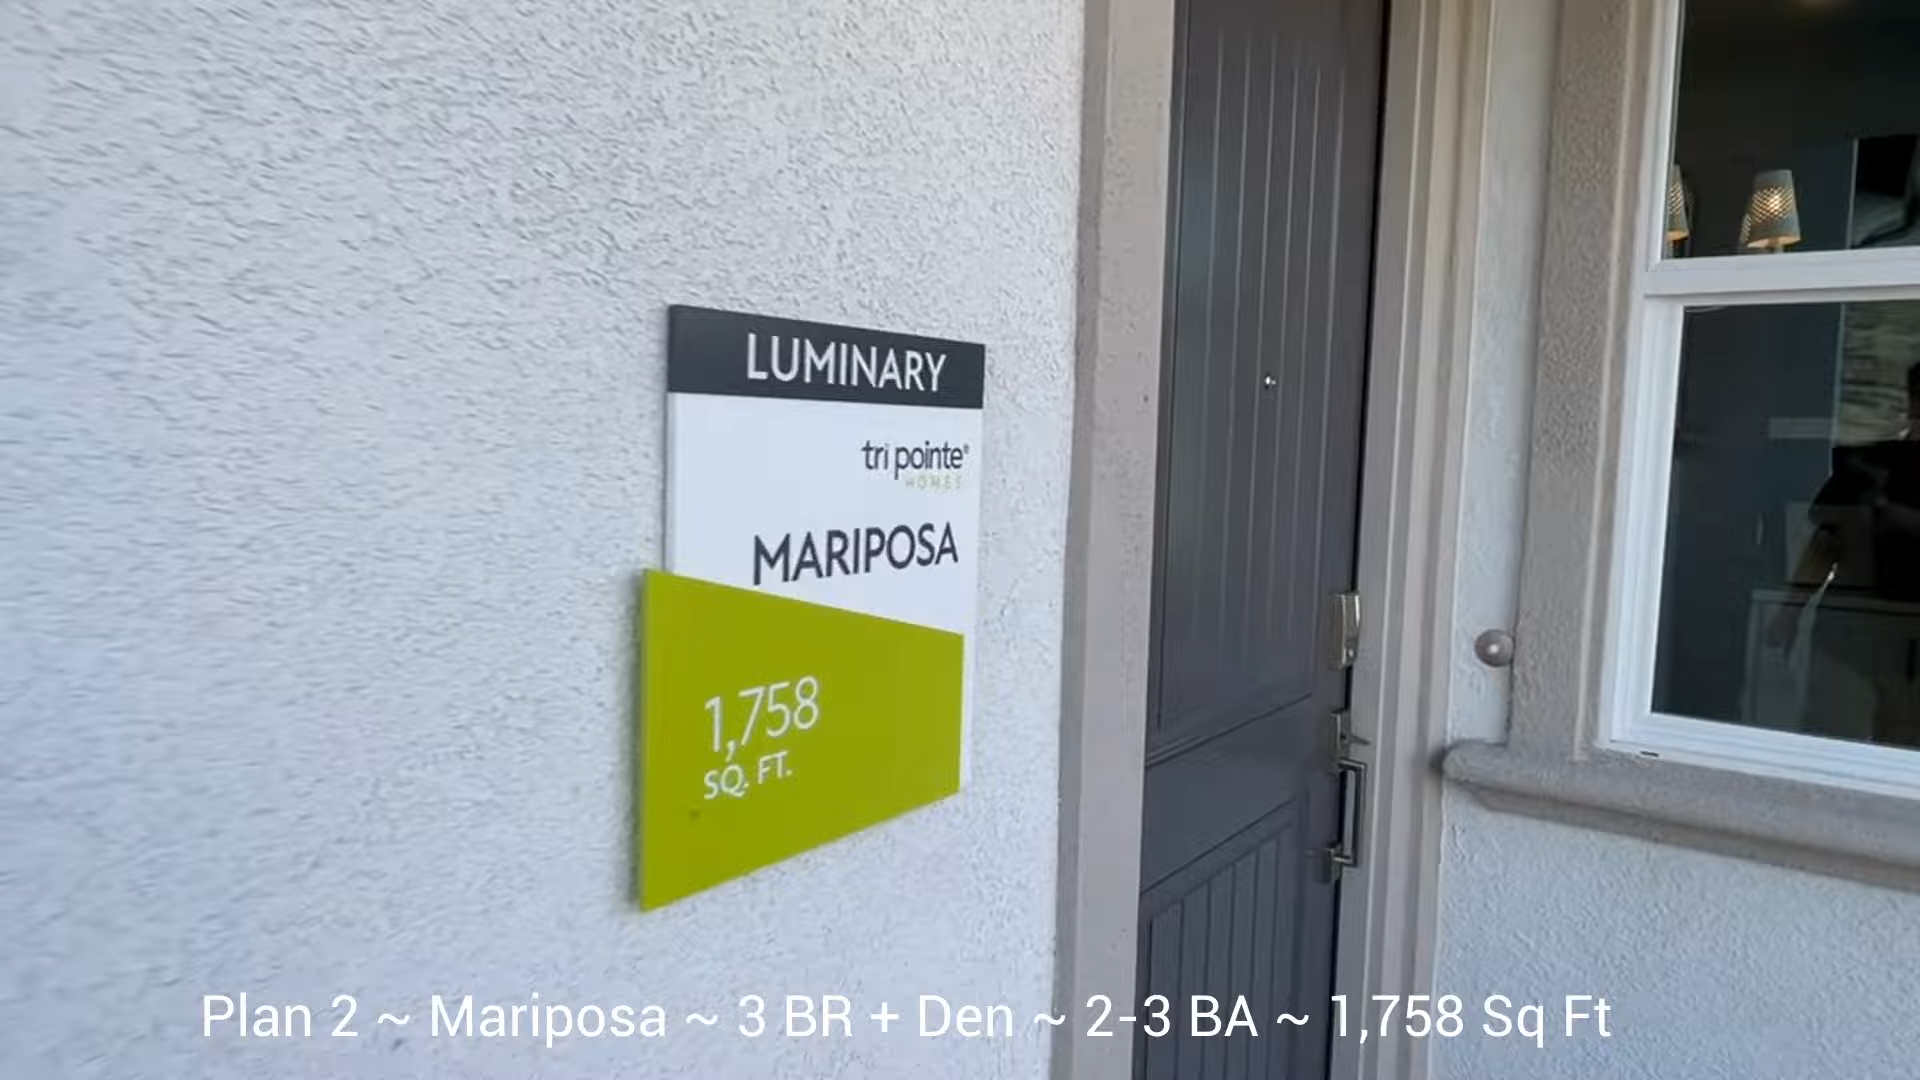 LUMINARY
tri pointe®
HOMES
MARIPOSA
1,758
SQ. FT.
Plan 2 ~ Mariposa ~ 3 BR + Den ~ 2-3 BA ~ 1,758 Sq Ft